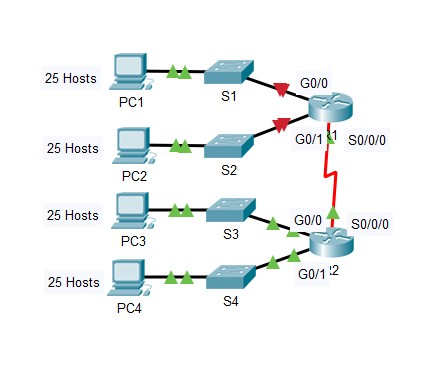 G0/0
25 Hosts
PC1
S1
G0/1
S0/0/0
25 Hosts
PC2
S2
25 Hosts
PC3
S3
G0/0
S0/0/0
25 Hosts
PC4
S4
G0/1